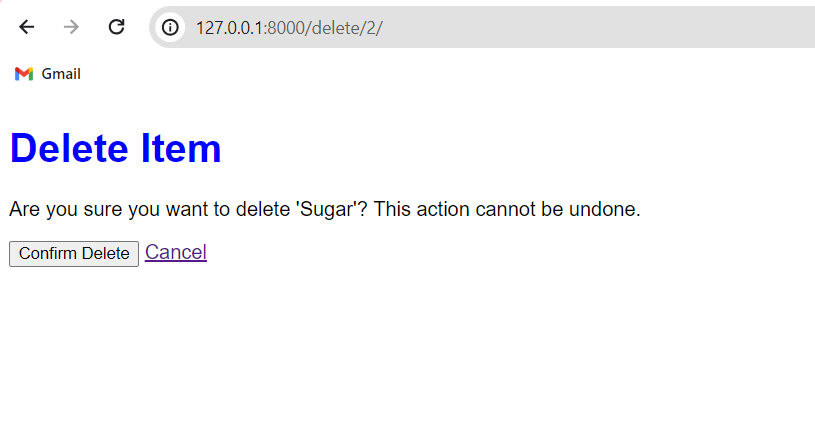 127.0.0.1:8000/delete/2/
Gmail
Delete Item
Are you sure you want to delete 'Sugar'? This action cannot be undone.
Confirm Delete Cancel